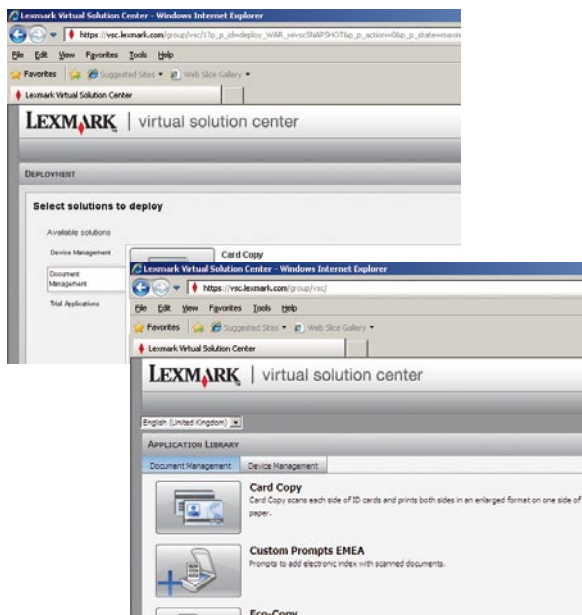 Lexmark Virtual Solution Center - Windows Internet Explorer
https://vsc.lexmark.com/group/vsc/
File Edit View Favorites Tools Help
Favorites Suggested Sites Web Slice Gallery
Lexmark Virtual Solution Center
LEXMARK | virtual solution center
DEPLOYMENT
Select solutions to deploy
Available solutions
Device Management
Card Copy
Document
Management
Trial Applications
Lexmark Virtual Solution Center - Windows Internet Explorer
https://vsc.lexmark.com/group/vsc/
File Edit View Favorites Tools Help
Favorites Suggested Sites Web Slice Gallery
Lexmark Virtual Solution Center
LEXMARK | virtual solution center
English (United Kingdom)
APPLICATION LIBRARY
Document Management Device Management
Card Copy
Card Copy scans each side of ID cards and prints both sides in an enlarged format on one side of
paper.
Custom Prompts EMEA
Prompts to add electronic index with scanned documents.
Eco-Copy